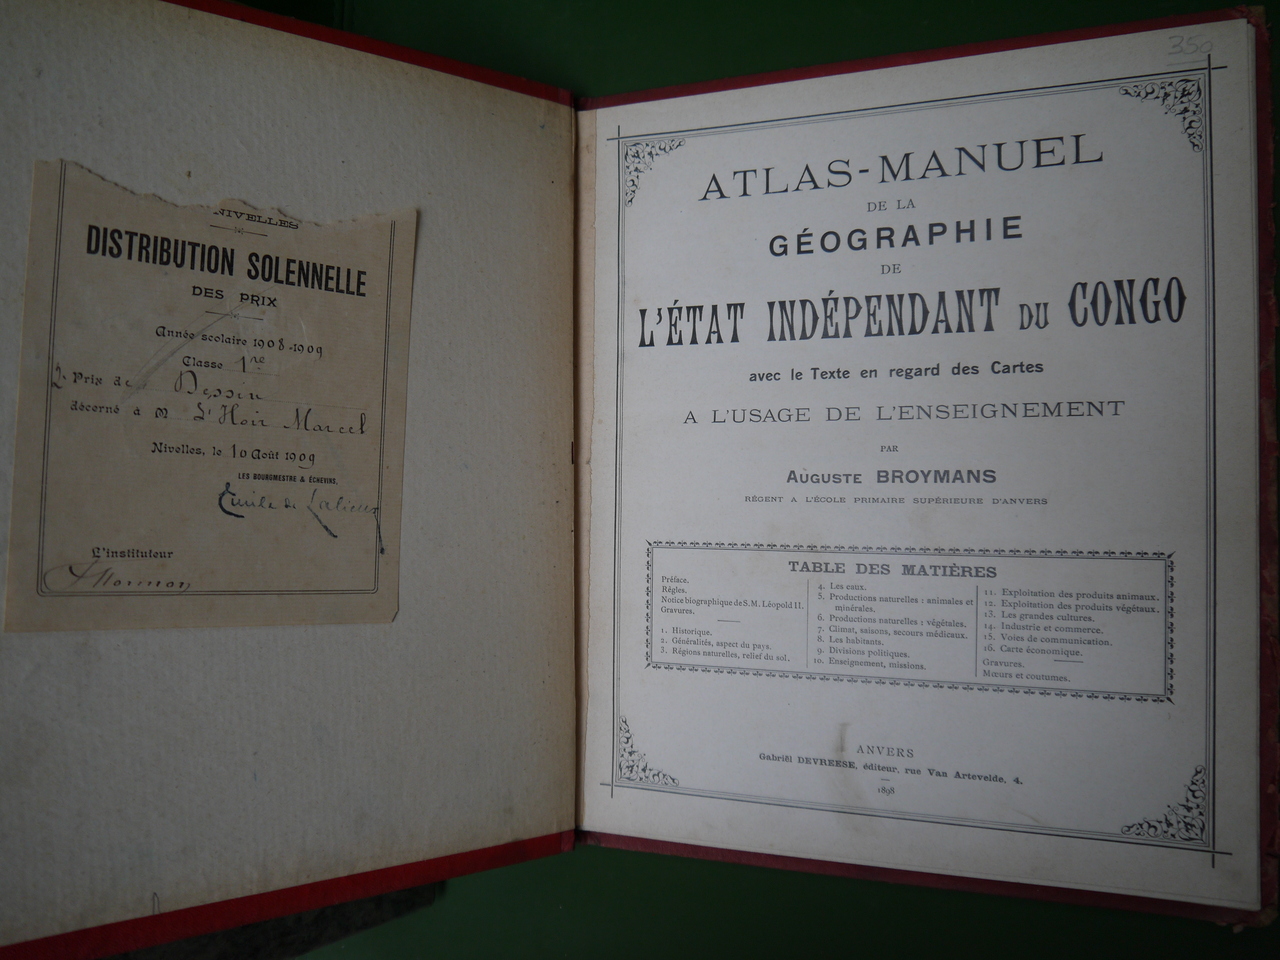 NIVELLES
DISTRIBUTION SOLENNELLE
DES PRIX
Année scolaire 1908-1909
Classe 1re
2e Prix de Dessin
décerné à M L'Hoir Marcel
Nivelles, le 10 Août 1909
LES BOURGMESTRE & ÉCHEVINS,
Emile de Lalieux
L'instituteur
350
ATLAS-MANUEL
DE LA
GÉOGRAPHIE
DE
L'ÉTAT INDÉPENDANT DU CONGO
avec le Texte en regard des Cartes
A L'USAGE DE L'ENSEIGNEMENT
PAR
AUGUSTE BROYMANS
RÉGENT A L'ÉCOLE PRIMAIRE SUPÉRIEURE D'ANVERS
TABLE DES MATIÈRES
Préface.
Règles.
Notice biographique de S. M. Léopold II.
Gravures.
1. Historique.
2. Généralités, aspect du pays.
3. Régions naturelles, relief du sol.
4. Les eaux.
5. Productions naturelles : animales et
minérales.
6. Productions naturelles : végétales.
7. Climat, saisons, secours médicaux.
8. Les habitants.
9. Divisions politiques.
10. Enseignement, missions.
11. Exploitation des produits animaux.
12. Exploitation des produits végétaux.
13. Les grandes cultures.
14. Industrie et commerce.
15. Voies de communication.
16. Carte économique.
Gravures.
Mœurs et coutumes.
ANVERS
Gabriël DEVREESE, éditeur, rue Van Artevelde, 4.
1898